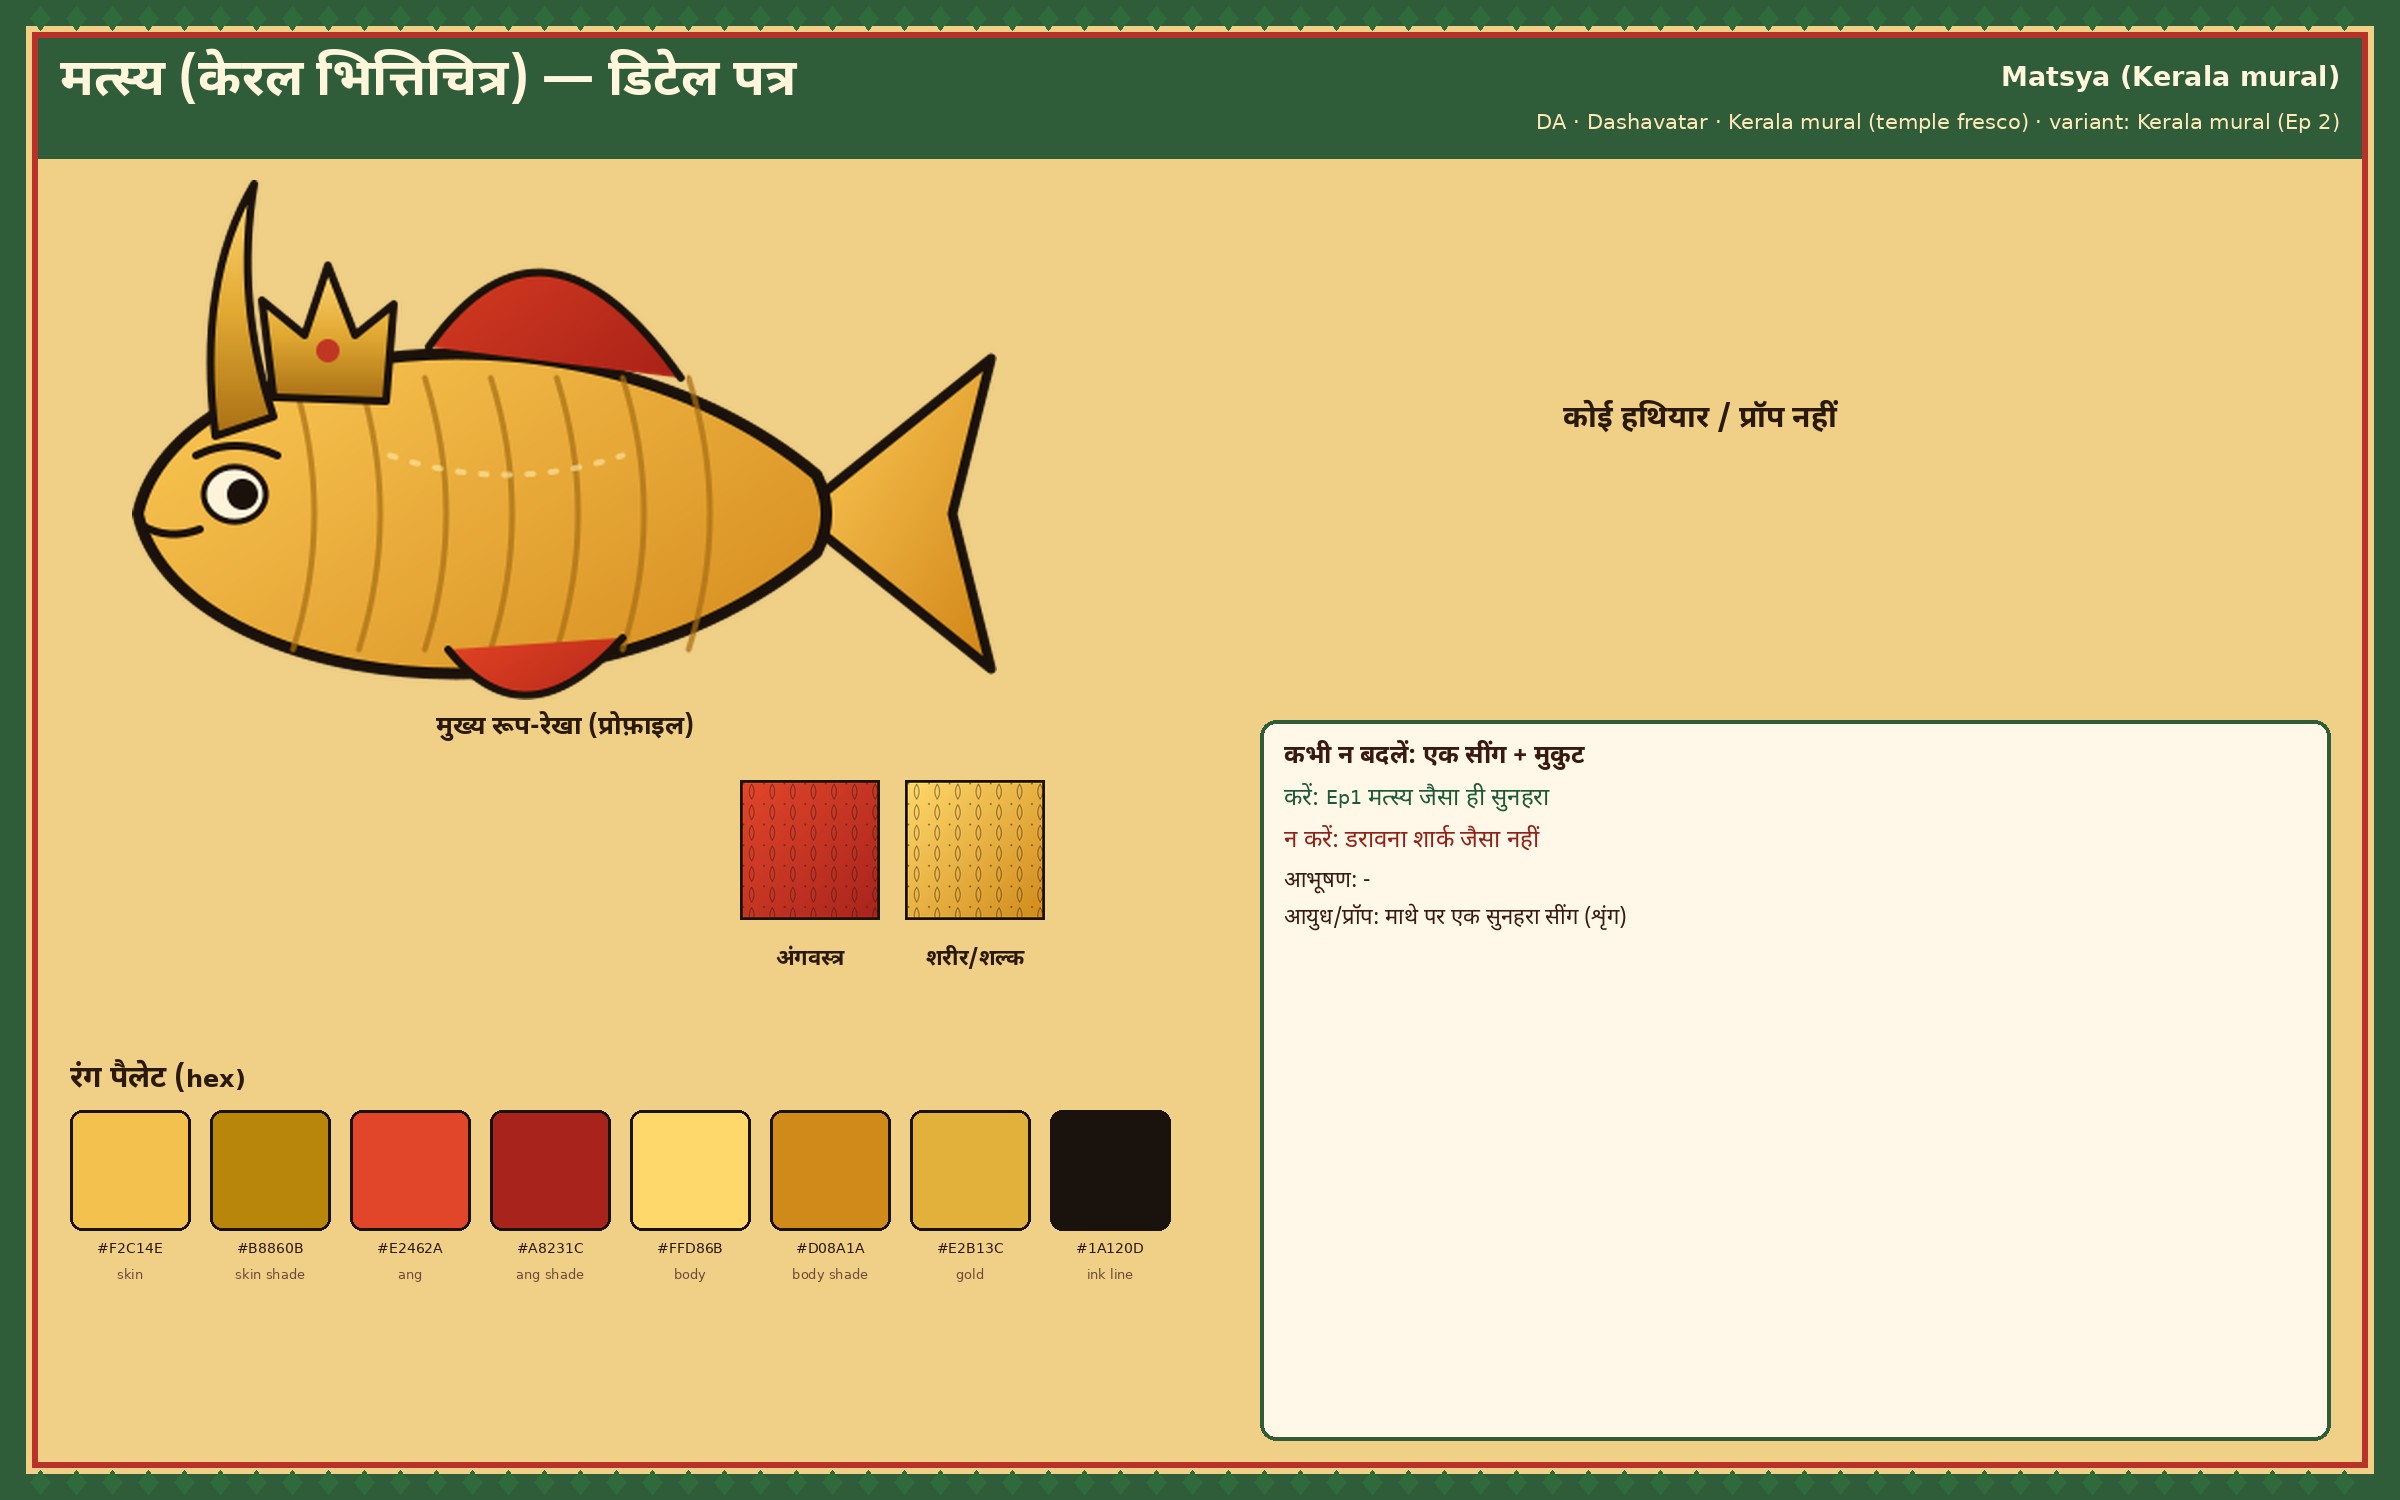 मत्स्य (केरल भित्तिचित्र) — डिटेल पत्र
Matsya (Kerala mural)
DA · Dashavatar · Kerala mural (temple fresco) · variant: Kerala mural (Ep 2)
कोई हथियार / प्रॉप नहीं
मुख्य रूप-रेखा (प्रोफ़ाइल)
कभी न बदलें: एक सींग + मुकुट
करें: Ep1 मत्स्य जैसा ही सुनहरा
न करें: डरावना शार्क जैसा नहीं
आभूषण: -
आयुध/प्रॉप: माथे पर एक सुनहरा सींग (शृंग)
अंगवस्त्र
शरीर/शल्क
रंग पैलेट (hex)
#F2C14E #B8860B #E2462A #A8231C #FFD86B #D08A1A #E2B13C #1A120D
skin skin shade ang ang shade body body shade gold ink line